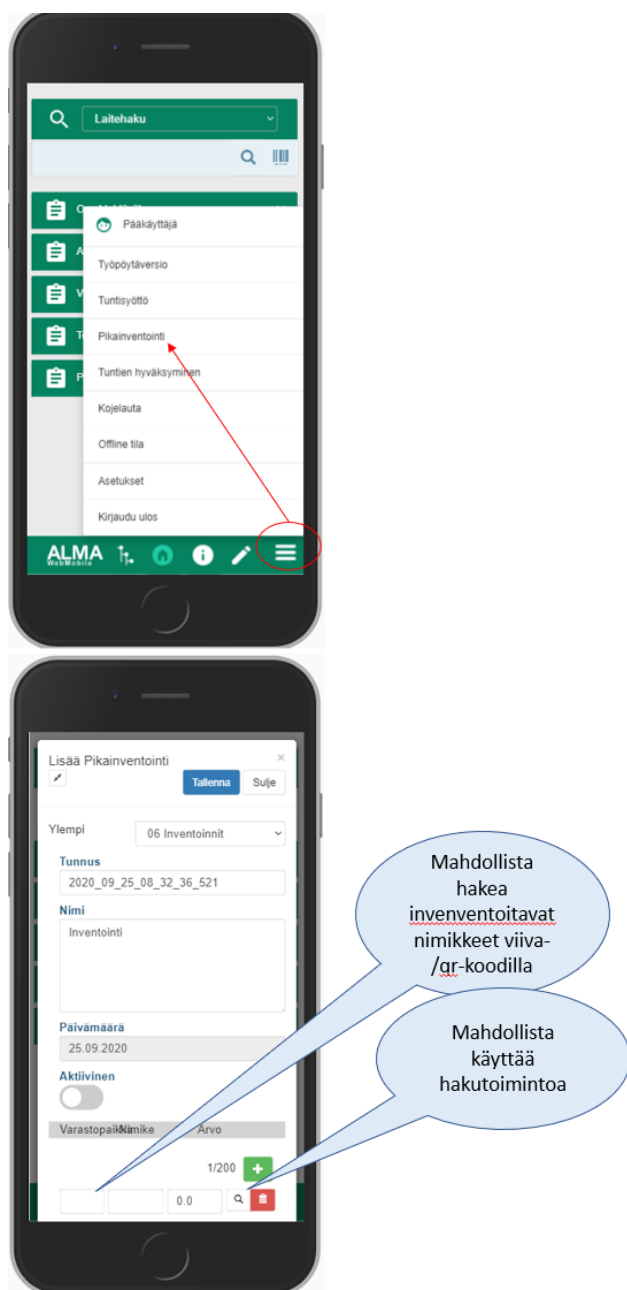 Laitehaku
O
Pääkäyttäjä
A
Työpöytäversio
V
Tuntisyöttö
T
Pikainventointi
P
Tuntien hyväksyminen
Kojelauta
Offline tila
Asetukset
Kirjaudu ulos
ALMA
WebMobile
Lisää Pikainventointi ×
Tallenna Sulje
Ylempi 06 Inventoinnit
Tunnus
2020_09_25_08_32_36_521
Nimi
Inventointi
Päivämäärä
25.09.2020
Aktiivinen
Varastopaikka Nimike Arvo
1/200 +
0.0
Mahdollista
hakea
invenventoitavat
nimikkeet viiva-
/qr-koodilla
Mahdollista
käyttää
hakutoimintoa